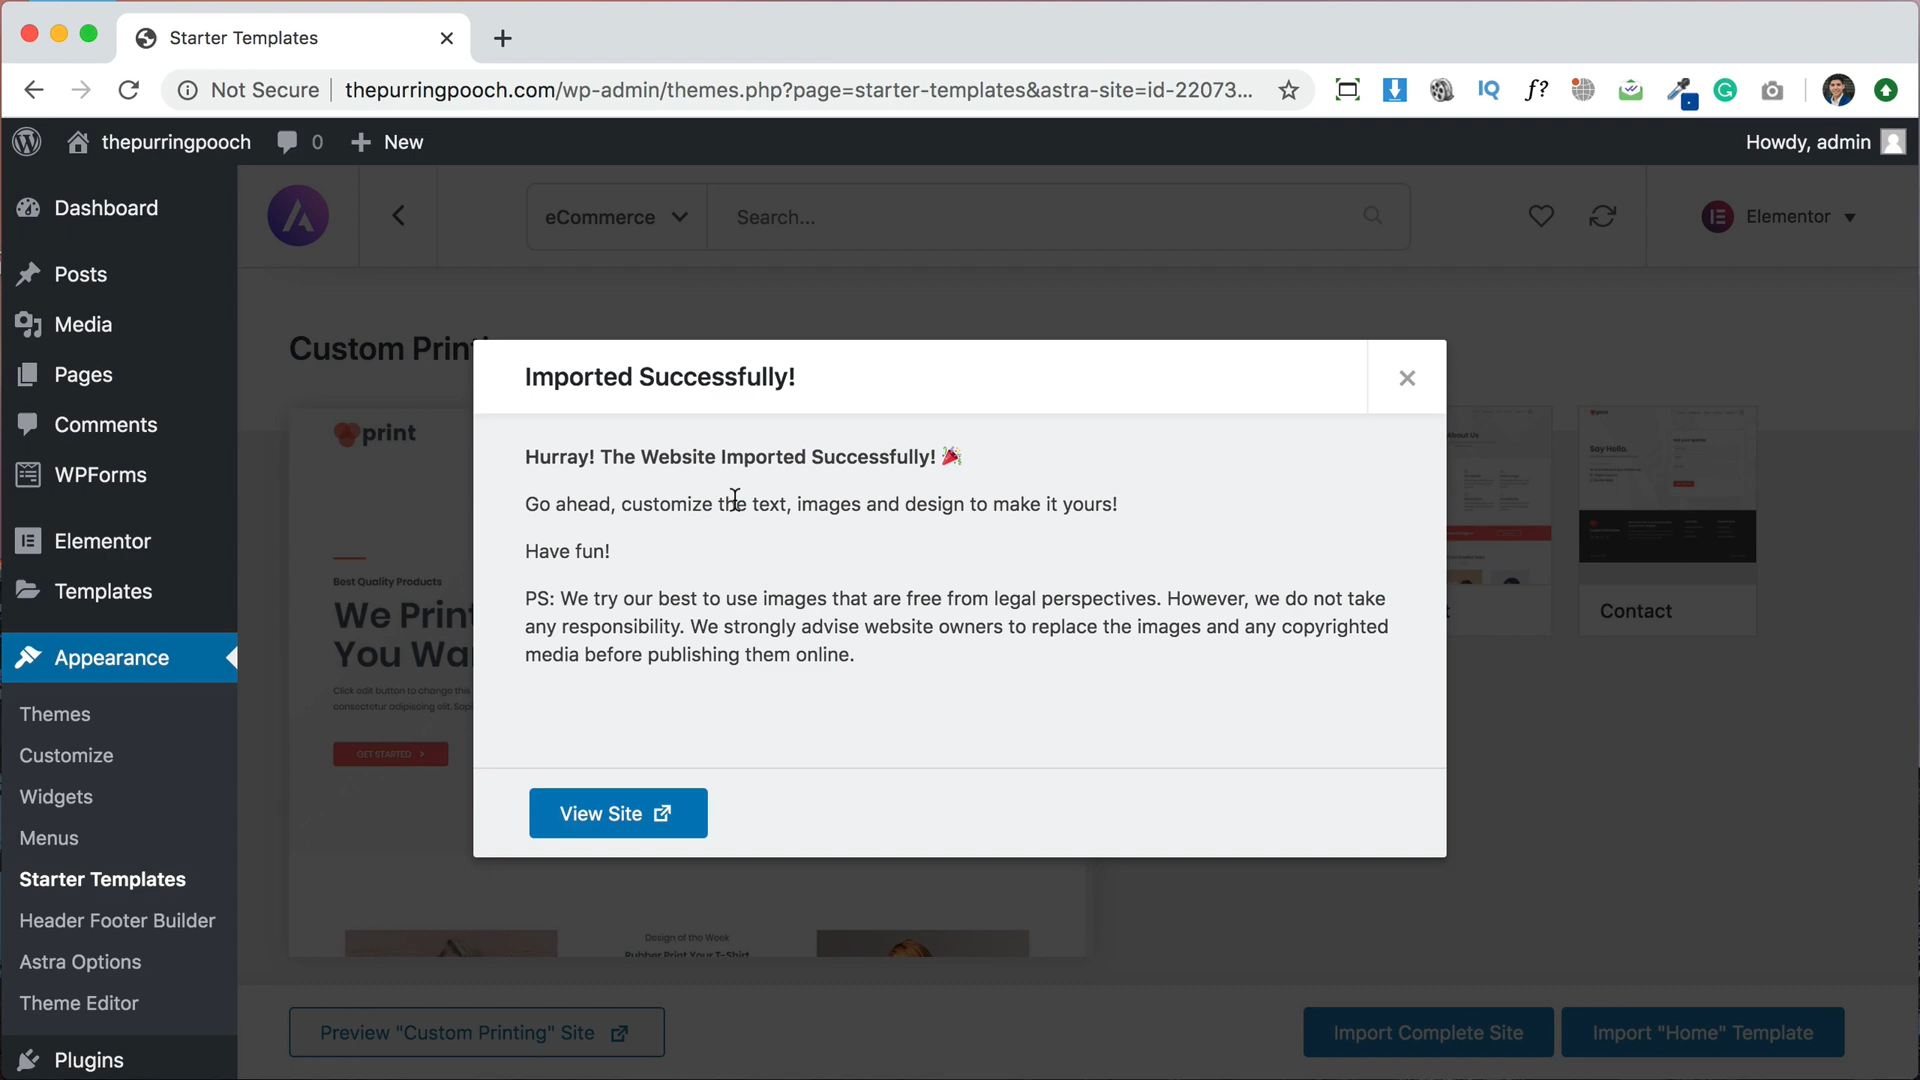 Starter Templates
Not Secure
thepurringpooch.com/wp-admin/themes.php?page=starter-templates&astra-site=id-22073...
IQ
f?
thepurringpooch
0
New
Howdy, admin
Dashboard
Posts
Media
Pages
Comments
WPForms
Elementor
Templates
Appearance
Themes
Customize
Widgets
Menus
Starter Templates
Header Footer Builder
Astra Options
Theme Editor
Plugins
eCommerce
Search...
Elementor
Custom Print
print
Best Quality Products
We Print
You Wa
Click edit button to change this
consectetur adipiscing elit. Sapi
GET STARTED >
Imported Successfully!
Hurray! The Website Imported Successfully! 🎉
Go ahead, customize the text, images and design to make it yours!
Have fun!
PS: We try our best to use images that are free from legal perspectives. However, we do not take
any responsibility. We strongly advise website owners to replace the images and any copyrighted
media before publishing them online.
View Site
About Us
print
Say Hello.
Contact
Design of the Week
Rubber Print Your T-Shirt
Preview "Custom Printing" Site
Import Complete Site
Import "Home" Template